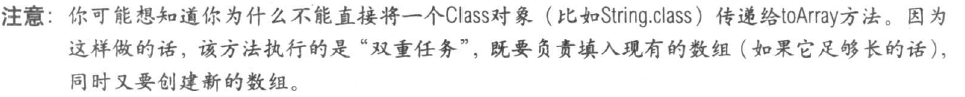 注意：你可能想知道你为什么不能直接将一个Class对象（比如String.class）传递给toArray方法。因为
这样做的话，该方法执行的是“双重任务”，既要负责填入现有的数组（如果它足够长的话），
同时又要创建新的数组。